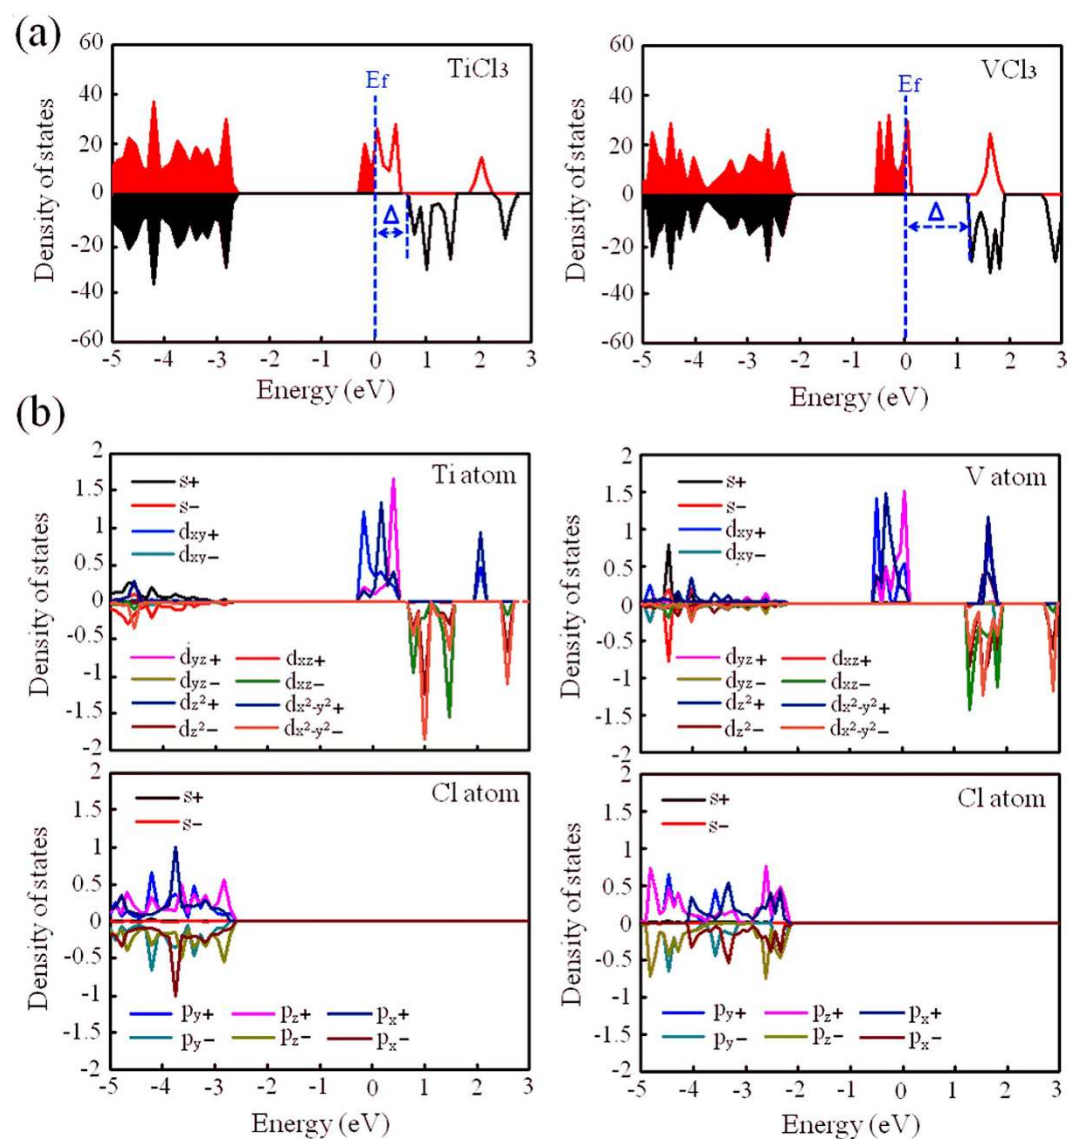 (a)
TiCl3
Ef
Δ
60
40
20
0
-20
-40
-60
Density of states
-5 -4 -3 -2 -1 0 1 2 3
Energy (eV)
VCl3
Ef
Δ
60
40
20
0
-20
-40
-60
Density of states
-5 -4 -3 -2 -1 0 1 2 3
Energy (eV)
(b)
Ti atom
s+
s−
dxy+
dxy−
dyz+ dxz+
dyz− dxz−
dz²+ dx²-y²+
dz²− dx²-y²−
2
1.5
1
0.5
0
-0.5
-1
-1.5
-2
Density of states
V atom
s+
s−
dxy+
dxy−
dyz+ dxz+
dyz− dxz−
dz²+ dx²-y²+
dz²− dx²-y²−
2
1.5
1
0.5
0
-0.5
-1
-1.5
-2
Density of states
Cl atom
s+
s−
py+ pz+ px+
py− pz− px−
2
1.5
1
0.5
0
-0.5
-1
-1.5
-2
Density of states
-5 -4 -3 -2 -1 0 1 2 3
Energy (eV)
Cl atom
s+
s−
py+ pz+ px+
py− pz− px−
2
1.5
1
0.5
0
-0.5
-1
-1.5
-2
Density of states
-5 -4 -3 -2 -1 0 1 2 3
Energy (eV)